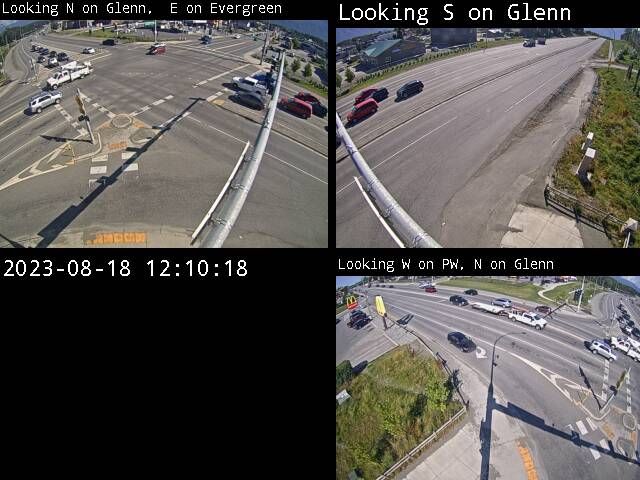 Looking N on Glenn,  E on Evergreen
Looking S on Glenn
2023-08-18 12:10:18
Looking W on PW, N on Glenn